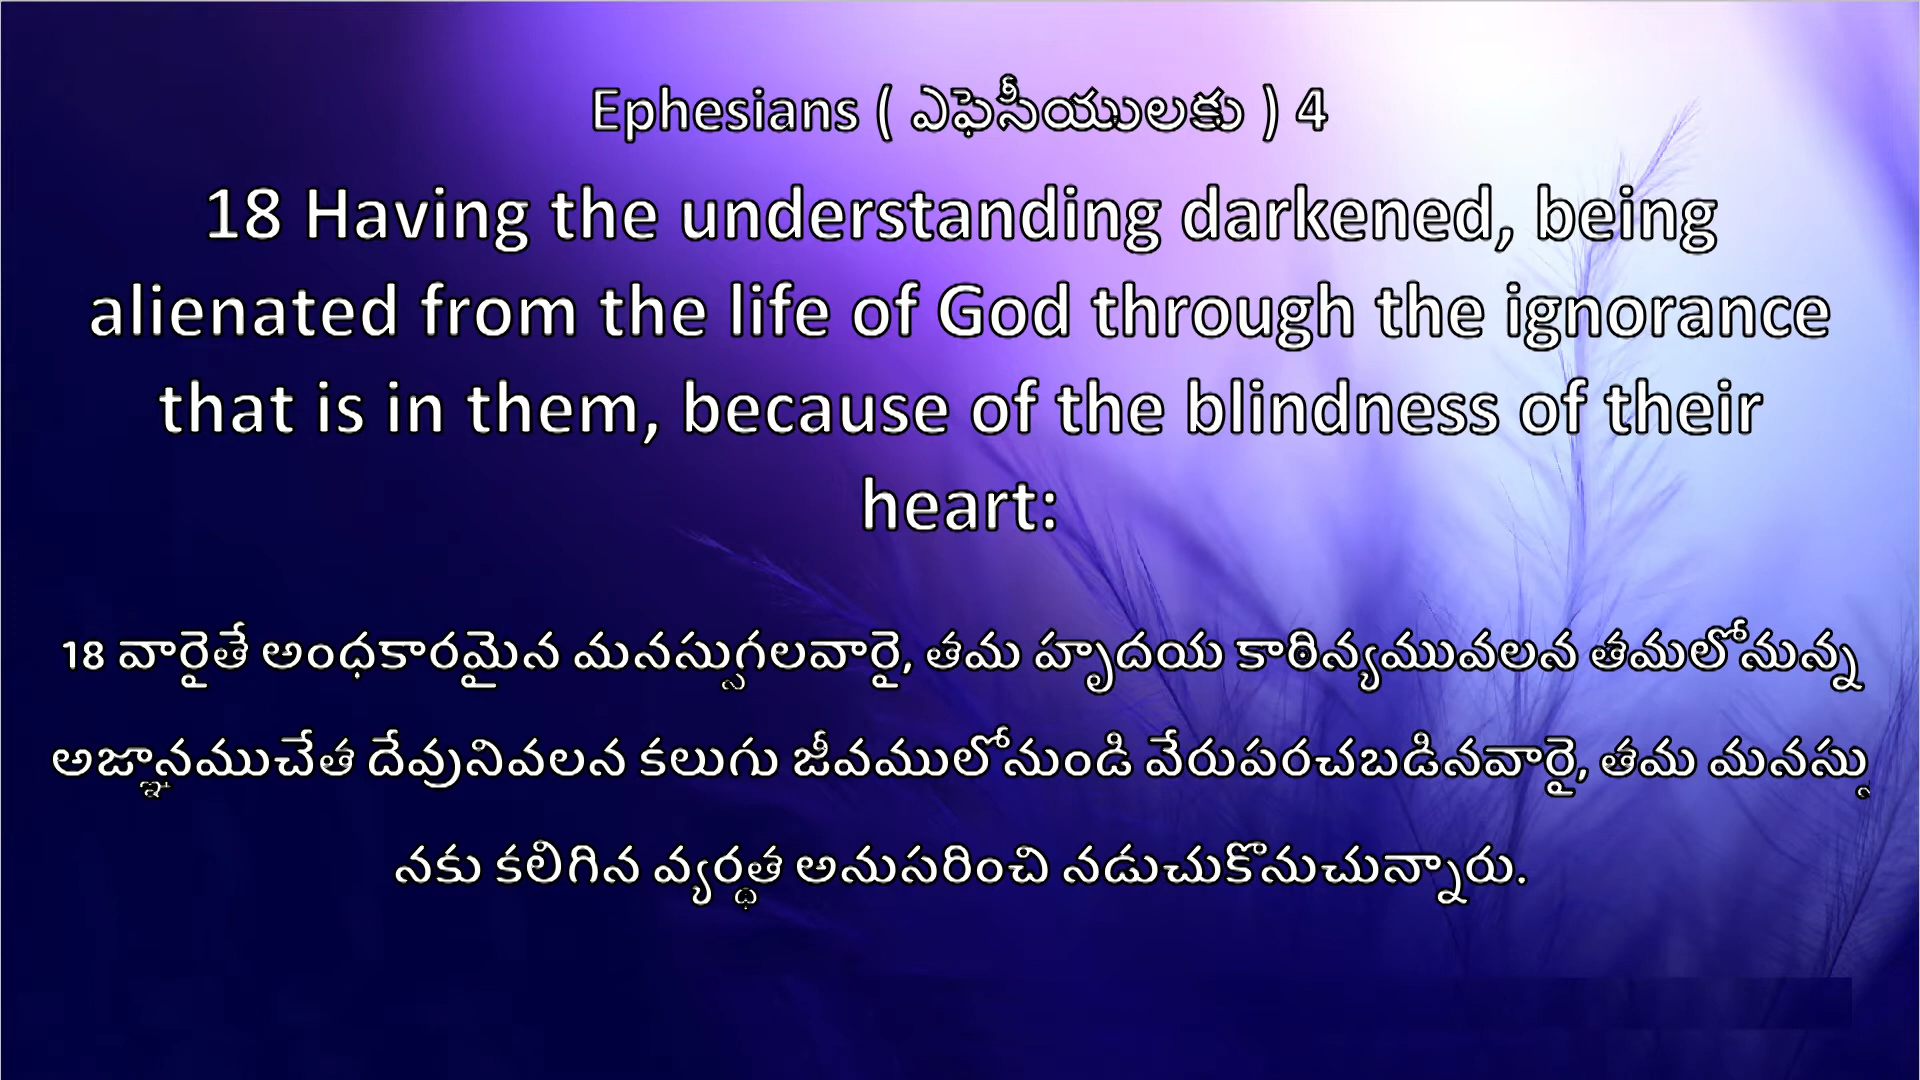 Ephesians ( ఎఫెసీయులకు ) 4
18 Having the understanding darkened, being
alienated from the life of God through the ignorance
that is in them, because of the blindness of their
heart:
18 వారైతే అంధకారమైన మనస్సుగలవారై, తమ హృదయ కాఠిన్యమువలన తమలోనున్న
అజ్ఞానముచేత దేవునివలన కలుగు జీవములోనుండి వేరుపరచబడినవారై, తమ మనస్సు
నకు కలిగిన వ్యర్థత అనుసరించి నడుచుకొనుచున్నారు.